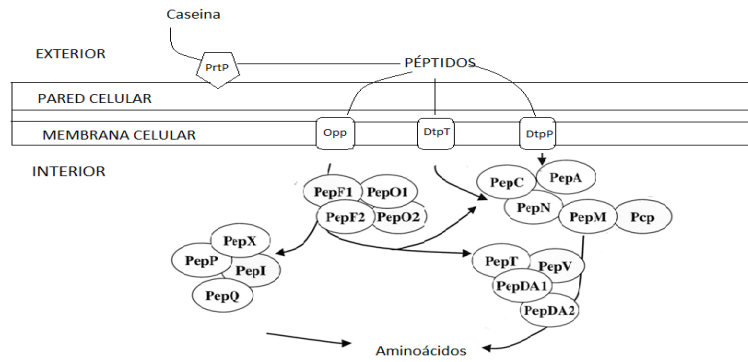 Caseina
EXTERIOR
PrtP
PÉPTIDOS
PARED CELULAR
MEMBRANA CELULAR
Opp
DtpT
DtpP
INTERIOR
PepF1
PepO1
PepF2
PepO2
PepC
PepA
PepN
PepM
Pcp
PepX
PepP
PepI
PepQ
PepT
PepV
PepDA1
PepDA2
Aminoácidos